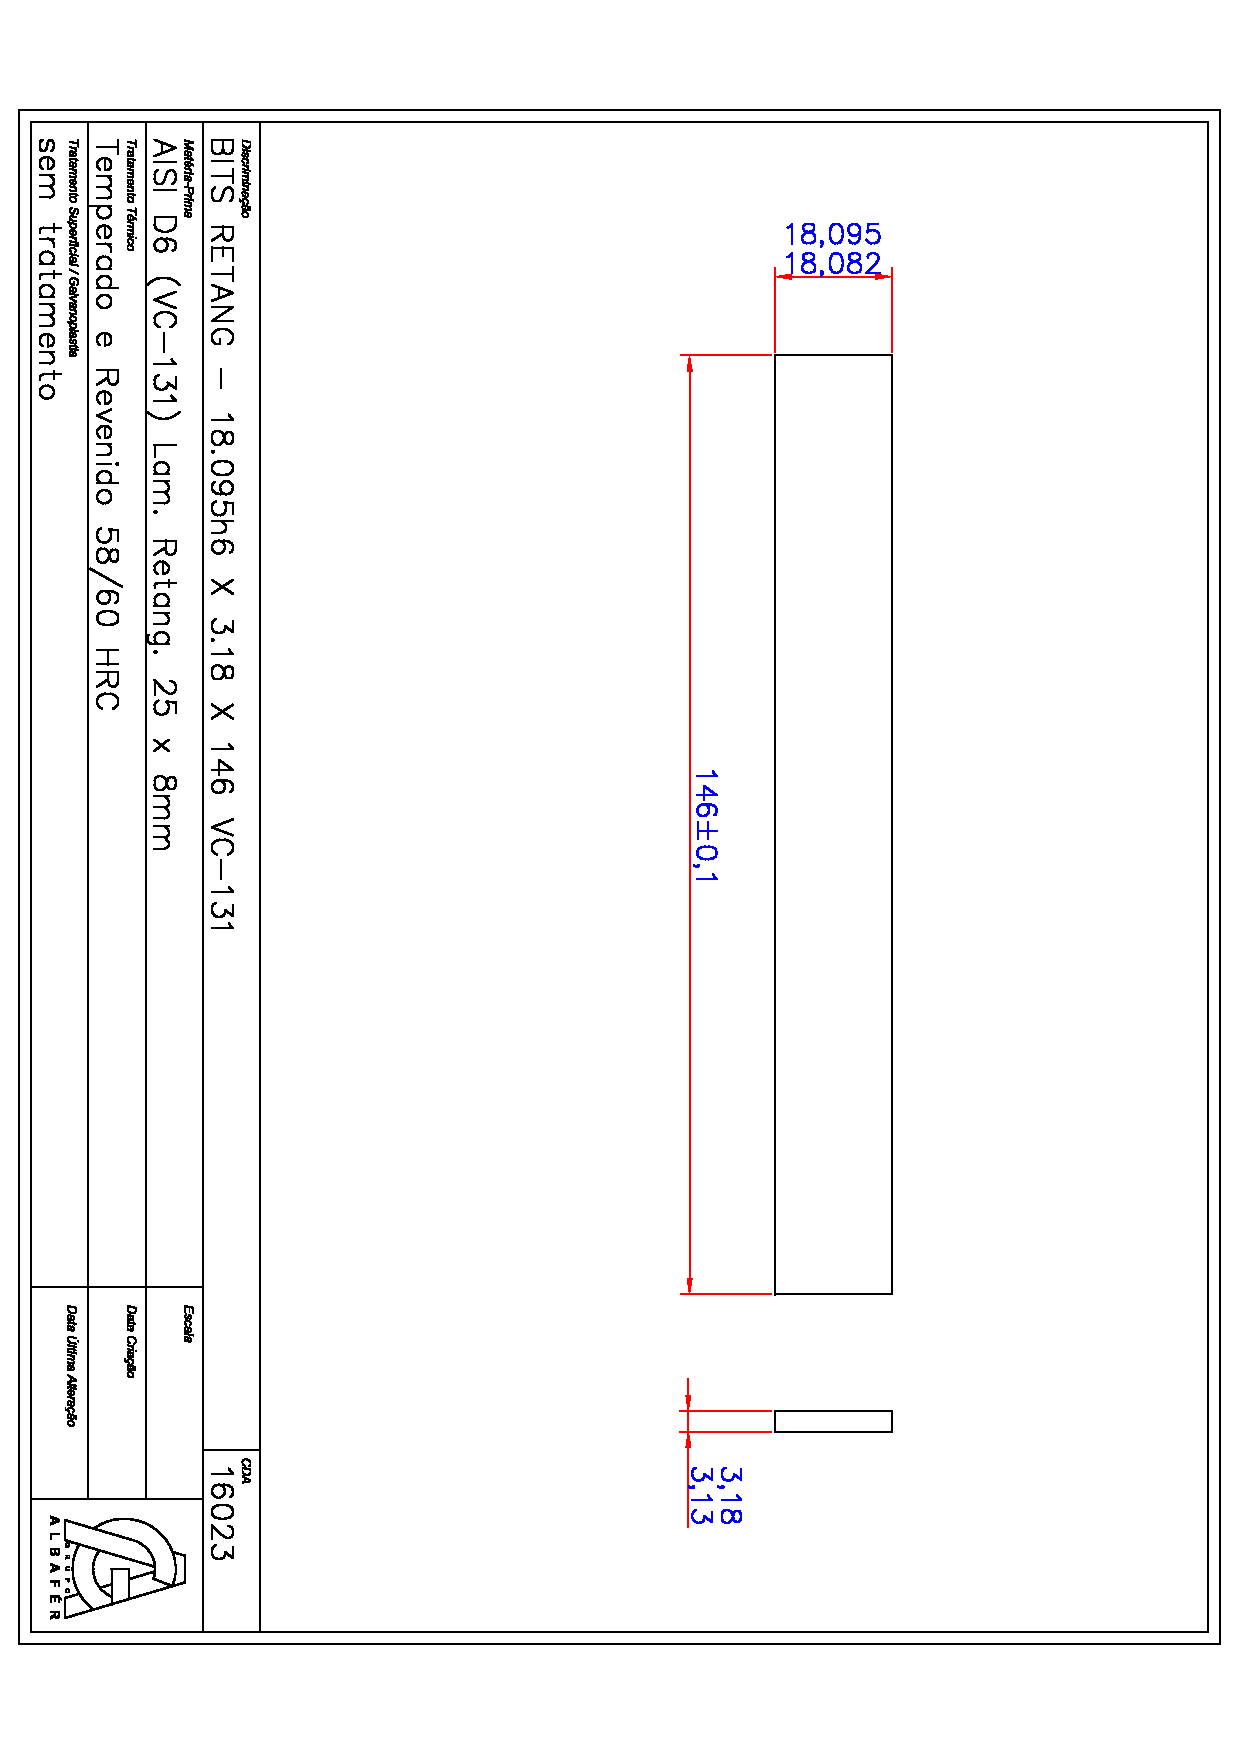 18,095
18,082
146±0,1
3,18
3,13
Discriminação
BITS RETANG - 18.095h6 X 3.18 X 146 VC-131
CDA
16023
Matéria-Prima
AISI D6 (VC-131) Lam. Retang. 25 x 8mm
Escala
Tratamento Térmico
Temperado e Revenido 58/60 HRC
Data Criação
Tratamento Superficial / Galvanoplastia
sem tratamento
Data Última Alteração
GRUPO
ALBAFÉR